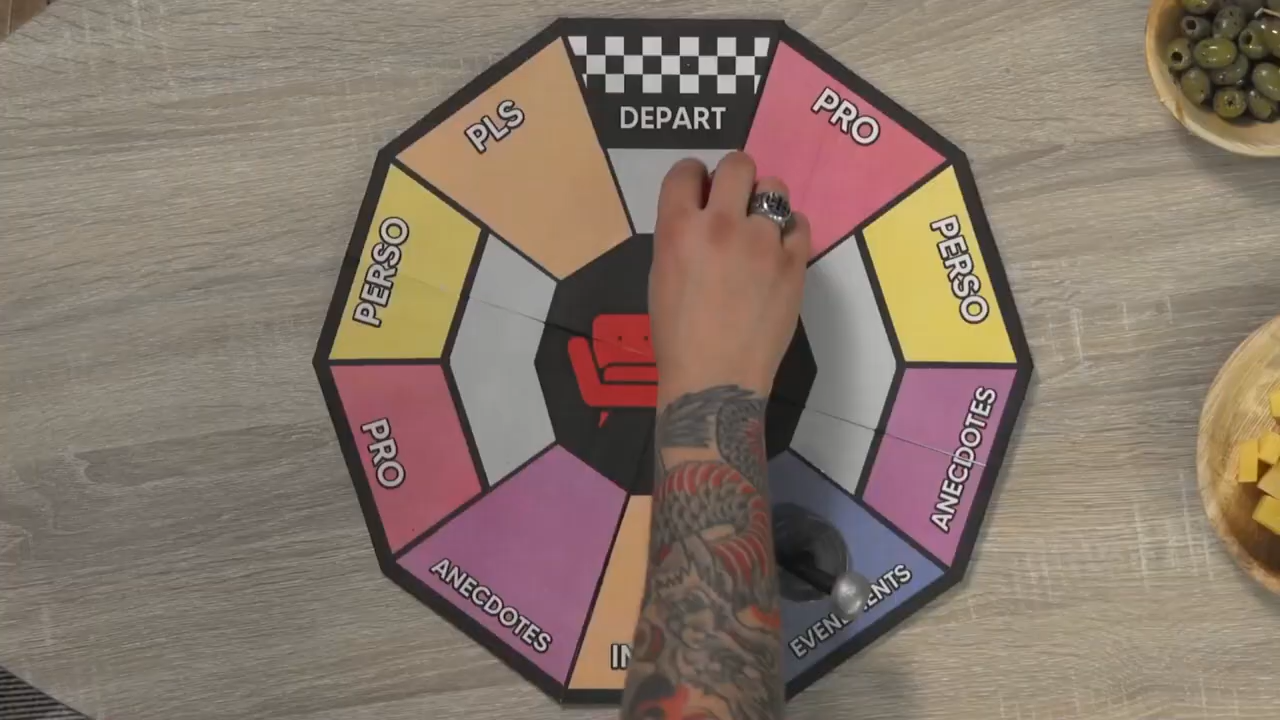 DEPART
PRO
PERSO
ANECDOTES
ANECDOTES
PRO
PERSO
PLS